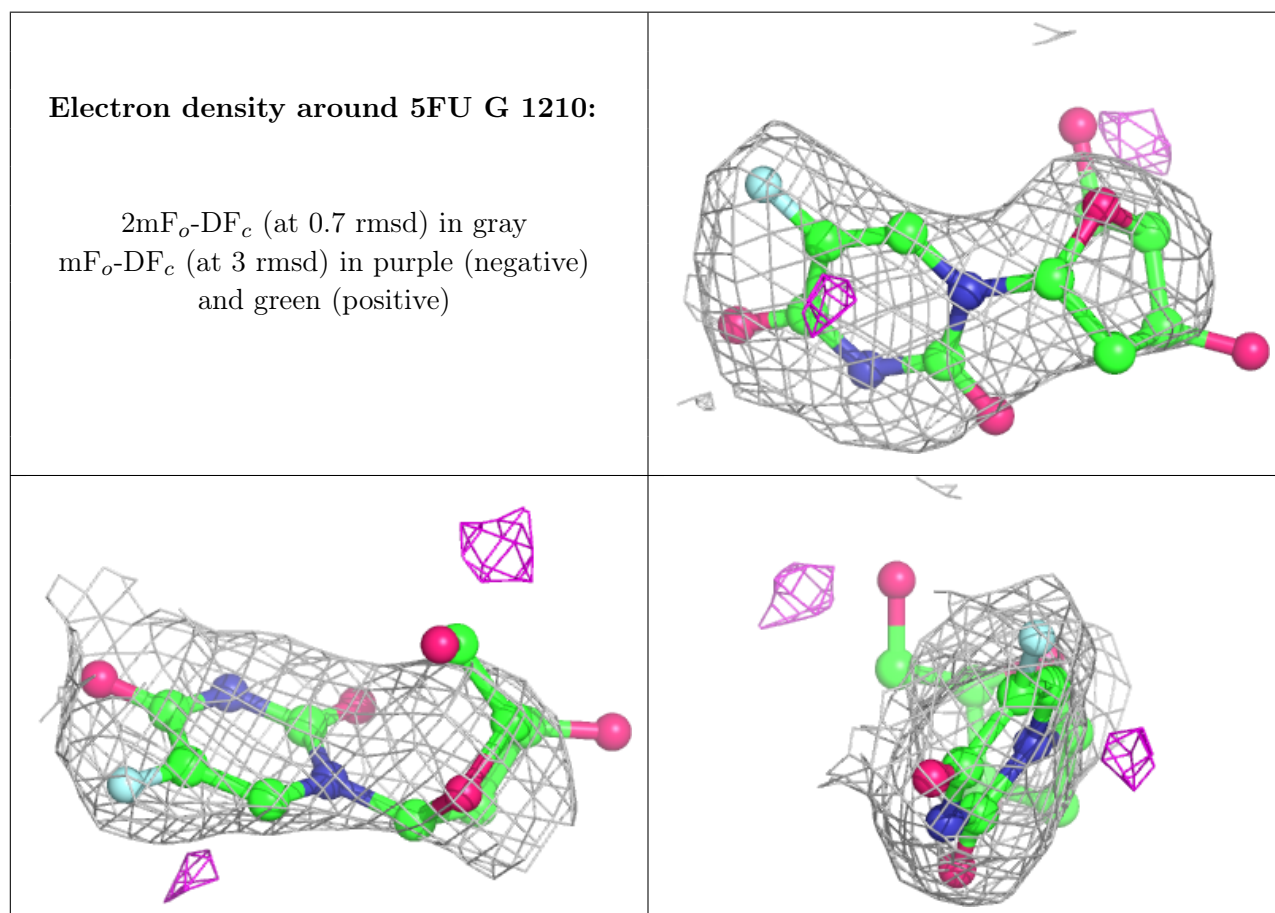 Electron density around 5FU G 1210:
2mFo-DFc (at 0.7 rmsd) in gray
mFo-DFc (at 3 rmsd) in purple (negative)
and green (positive)